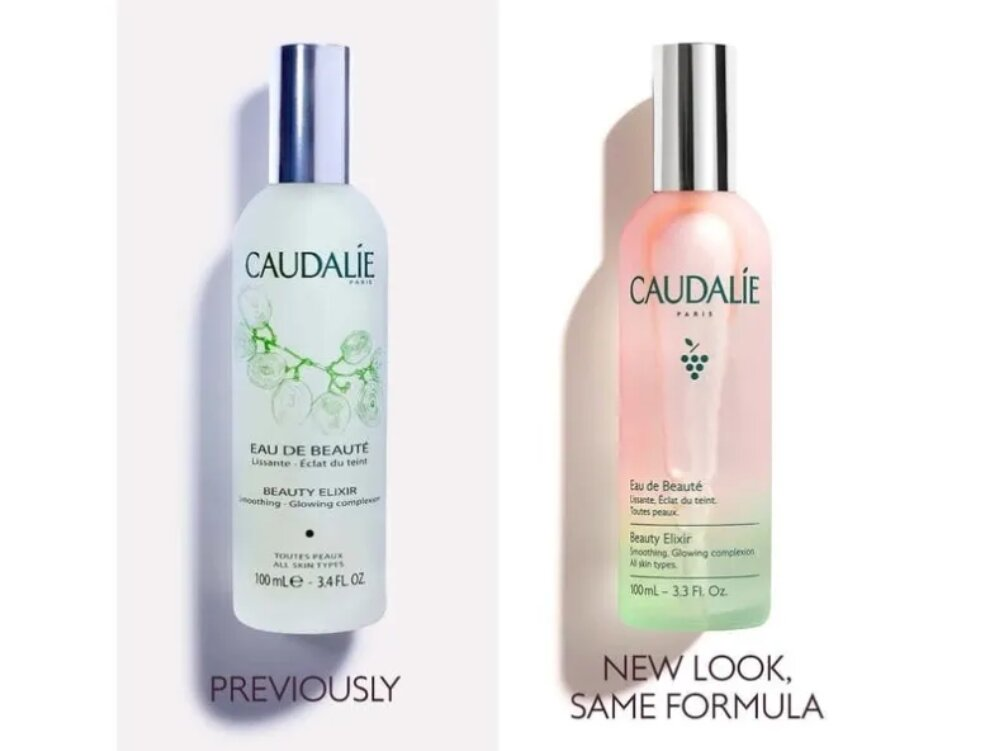 CAUDALÍE
PARIS
EAU DE BEAUTÉ
Lissante - Éclat du teint
BEAUTY ELIXIR
Smoothing - Glowing complexion
TOUTES PEAUX
ALL SKIN TYPES
100 mL e - 3.4 FL. OZ.
PREVIOUSLY
CAUDALÍE
PARIS
Eau de Beauté
Lissante, Éclat du teint.
Toutes peaux.
Beauty Elixir
Smoothing, Glowing complexion
All skin types.
100 mL – 3.3 Fl. Oz.
NEW LOOK,
SAME FORMULA